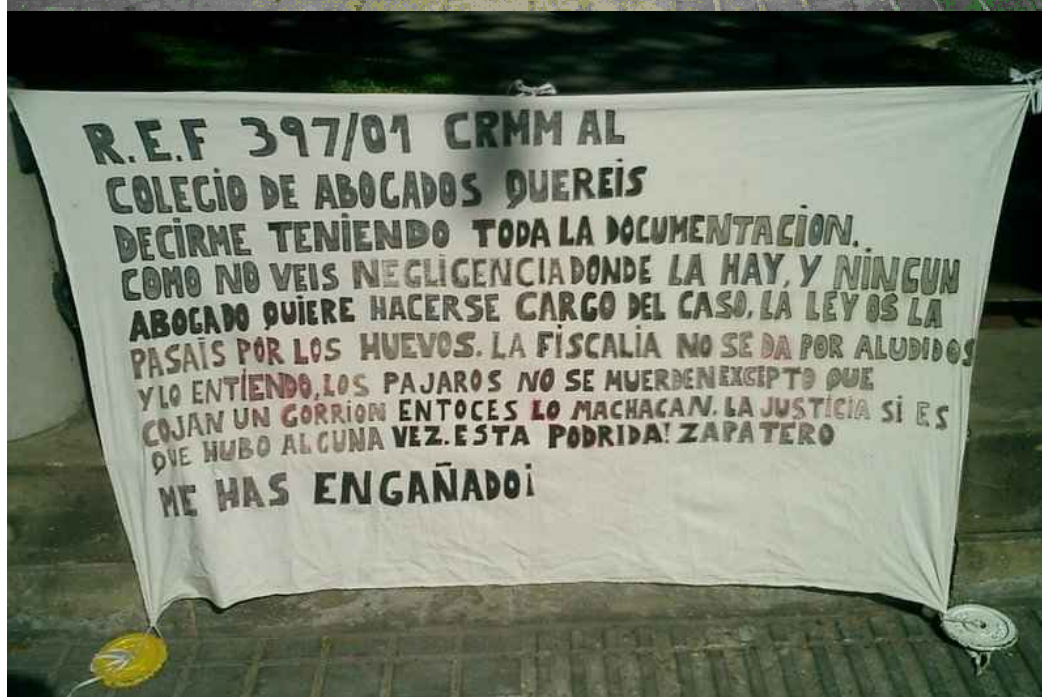 R.E.F 397/01 CRMM AL
COLEGIO DE ABOGADOS QUEREIS
DECIRME TENIENDO TODA LA DOCUMENTACION.
COMO NO VEIS NEGLIGENCIA DONDE LA HAY, Y NINGUN
ABOGADO QUIERE HACERSE CARGO DEL CASO. LA LEY OS LA
PASAIS POR LOS HUEVOS. LA FISCALIA NO SE DA POR ALUDIDOS
Y LO ENTIENDO, LOS PAJAROS NO SE MUERDEN EXCEPTO QUE
COJAN UN GORRION ENTOCES LO MACHACAN. LA JUSTICIA SI ES
QUE HUBO ALGUNA VEZ. ESTA PODRIDA! ZAPATERO
ME HAS ENGAÑADO¡